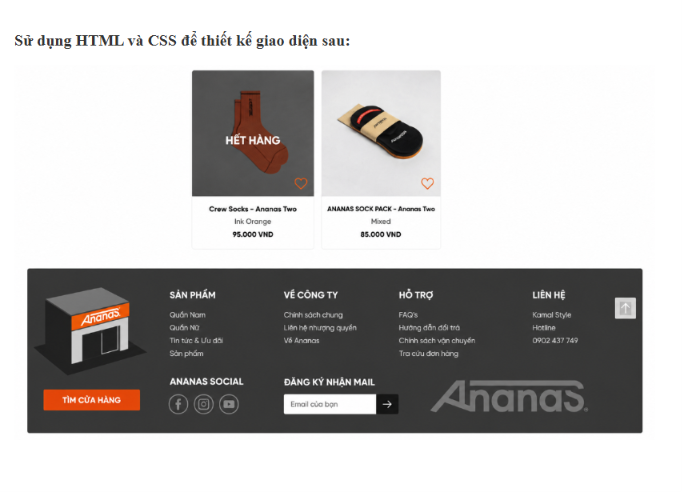 Sử dụng HTML và CSS để thiết kế giao diện sau:
HẾT HÀNG
Crew Socks - Ananas Two
Ink Orange
95.000 VND
ANANAS SOCK PACK - Ananas Two
Mixed
85.000 VND
Ananas
TÌM CỬA HÀNG
SẢN PHẨM
Quần Nam
Quần Nữ
Tin tức & Ưu đãi
Sản phẩm
VỀ CÔNG TY
Chính sách chung
Liên hệ nhượng quyền
Về Ananas
HỖ TRỢ
FAQ's
Hướng dẫn đổi trả
Chính sách vận chuyển
Tra cứu đơn hàng
LIÊN HỆ
Kamal Style
Hotline
0902 437 749
ANANAS SOCIAL
ĐĂNG KÝ NHẬN MAIL
Email của bạn
Ananas